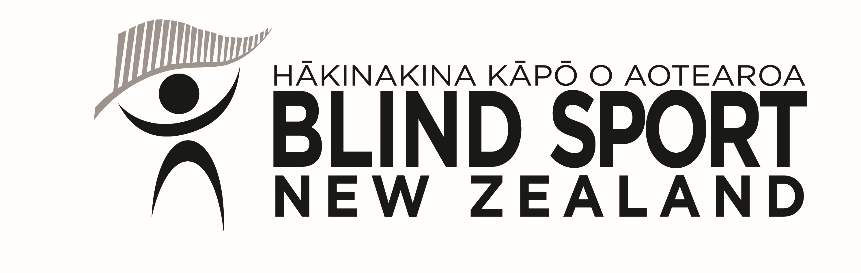 HĀKINAKINA KĀPŌ O AOTEAROA
BLIND SPORT
NEW ZEALAND